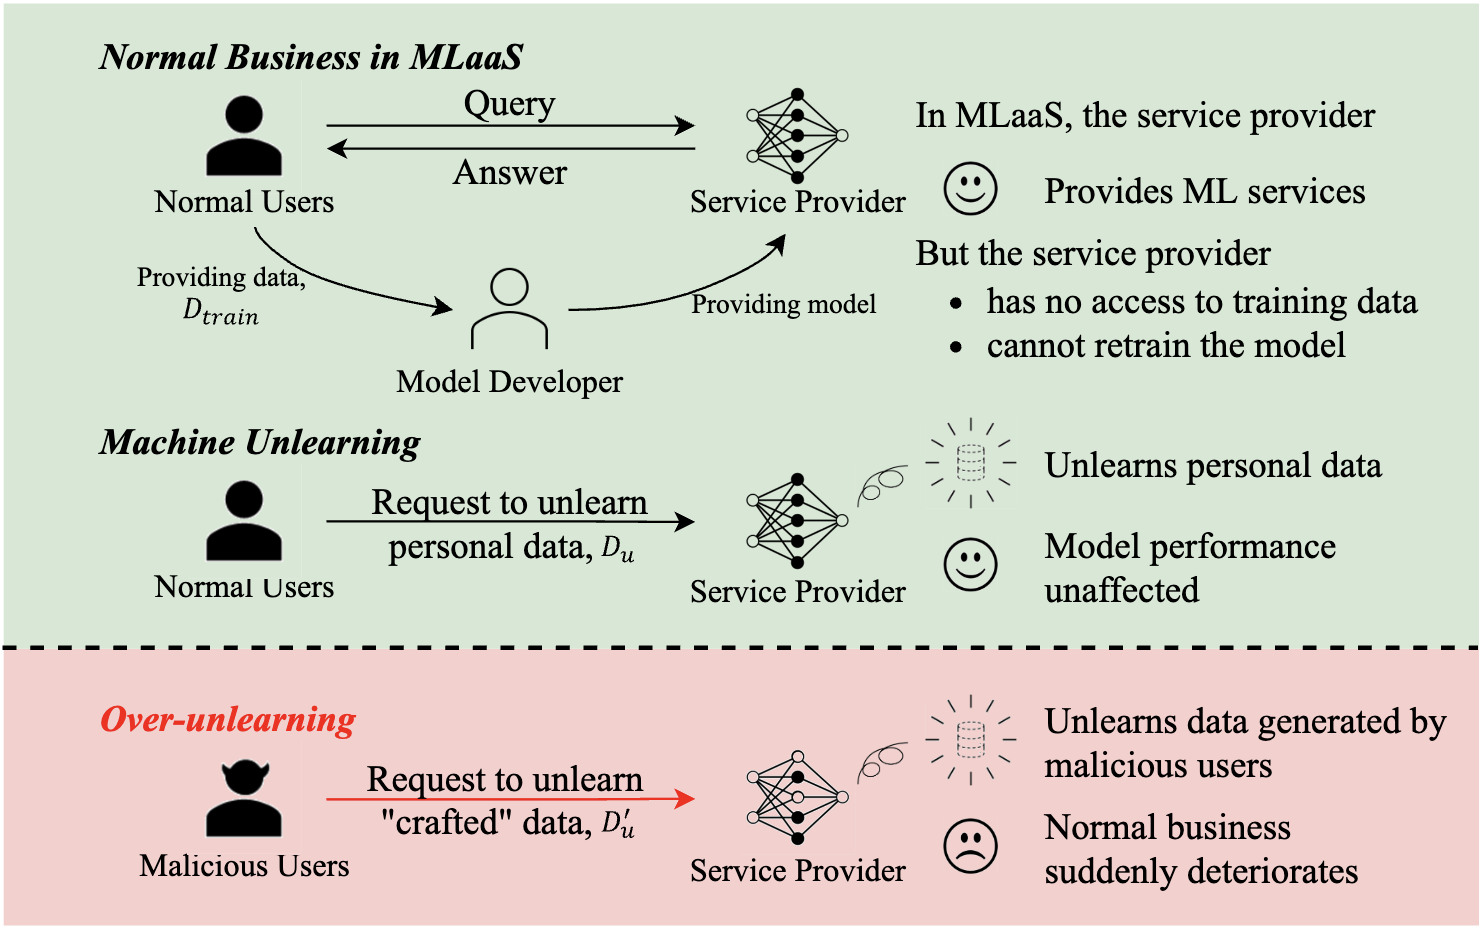 Normal Business in MLaaS
Query
Answer
Normal Users
Service Provider
In MLaaS, the service provider
Provides ML services
But the service provider
• has no access to training data
• cannot retrain the model
Providing data,
D_train
Providing model
Model Developer
Machine Unlearning
Request to unlearn
personal data, D_u
Normal Users
Service Provider
Unlearns personal data
Model performance
unaffected
Over-unlearning
Request to unlearn
"crafted" data, D'_u
Malicious Users
Service Provider
Unlearns data generated by
malicious users
Normal business
suddenly deteriorates